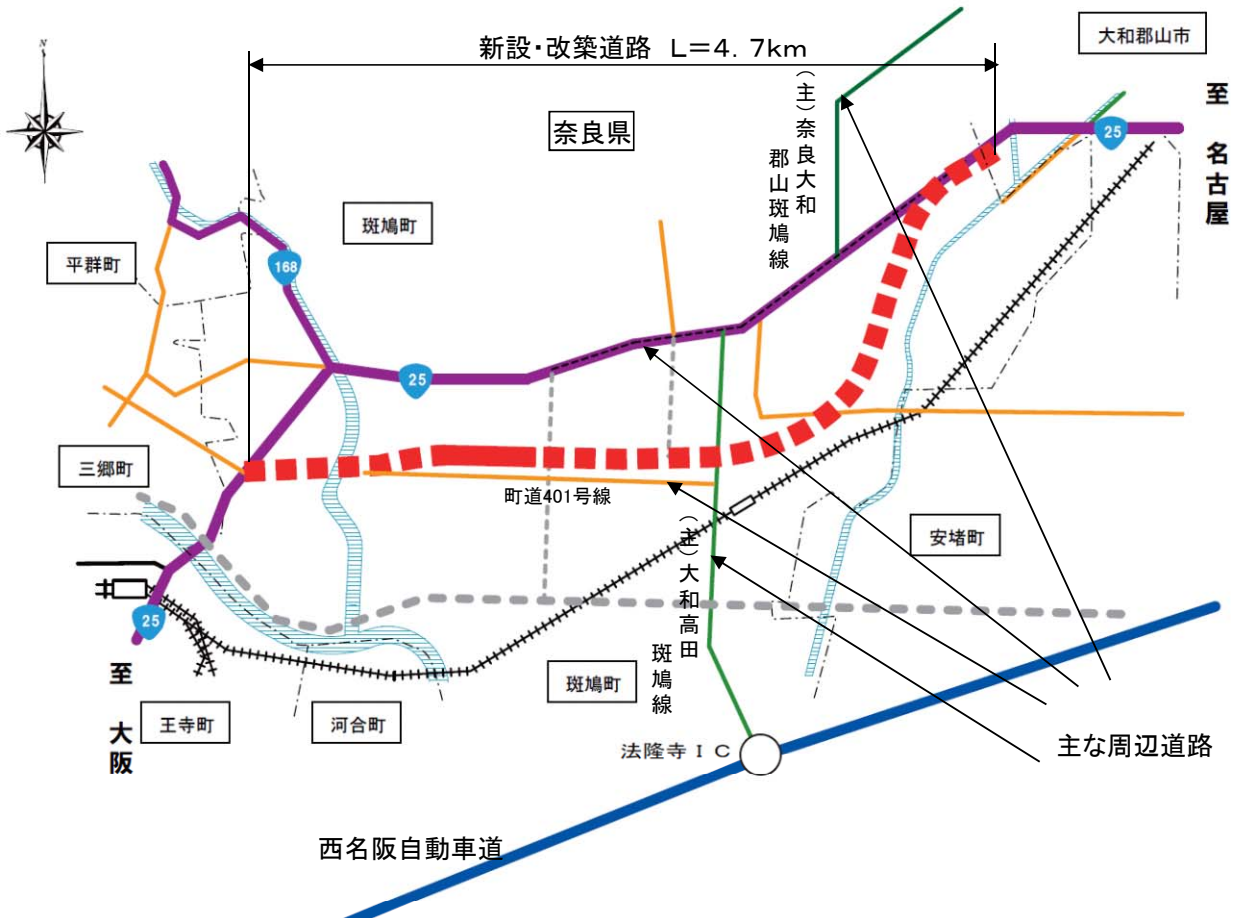 N
新設・改築道路 L=4.7km
大和郡山市
至 名古屋
奈良県
(主)奈良大和
郡山斑鳩線
25
斑鳩町
平群町
168
25
三郷町
町道401号線
安堵町
(主)大和高田
斑鳩線
25
至 大阪
斑鳩町
王寺町
河合町
法隆寺IC
主な周辺道路
西名阪自動車道